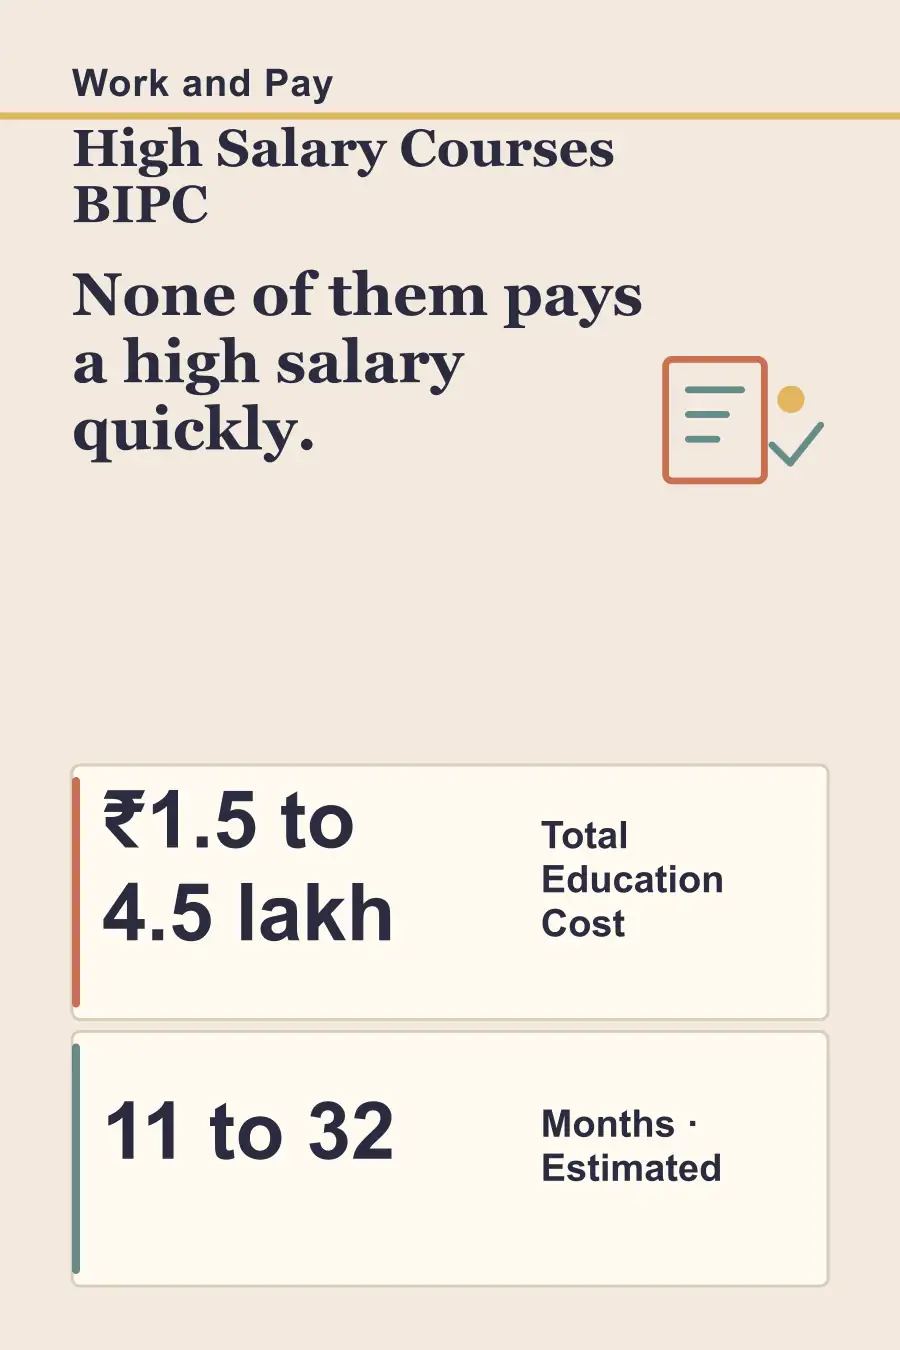 Work and Pay
High Salary Courses
BIPC
None of them pays
a high salary
quickly.
₹1.5 to
4.5 lakh
Total
Education
Cost
11 to 32
Months ·
Estimated